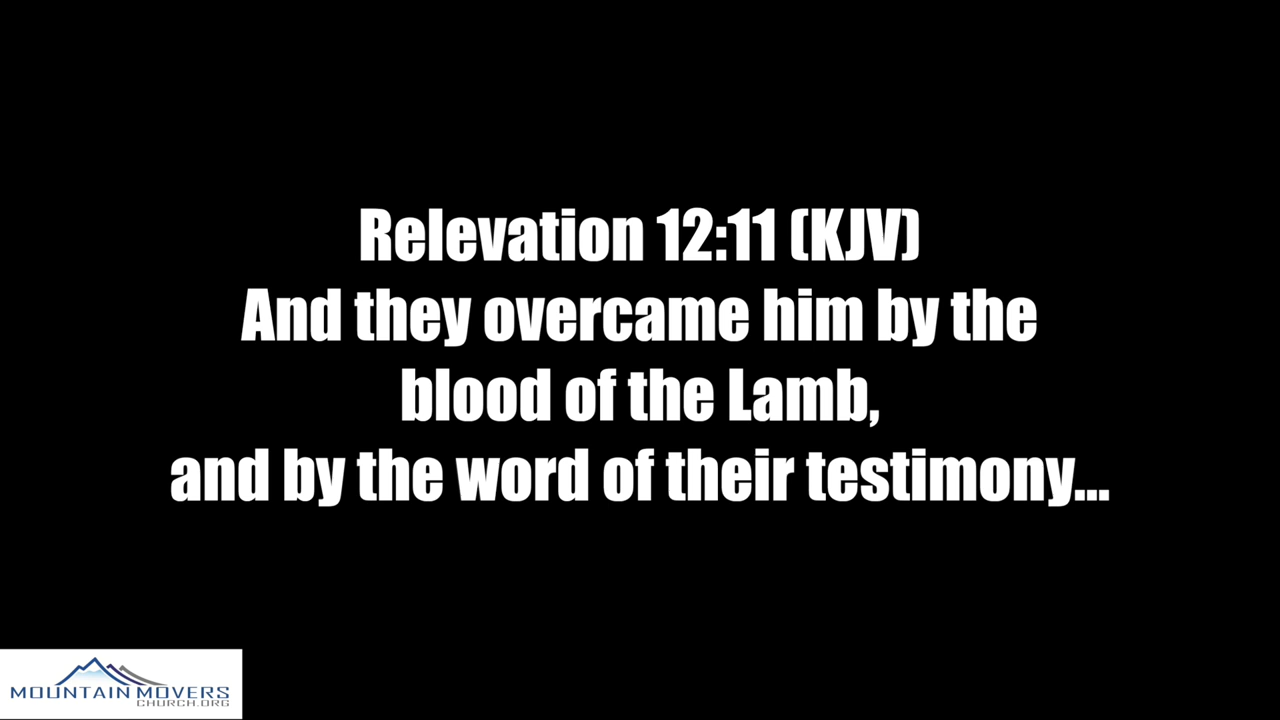 Relevation 12:11 (KJV)
And they overcame him by the
blood of the Lamb,
and by the word of their testimony...
MOUNTAIN MOVERS
CHURCH.ORG